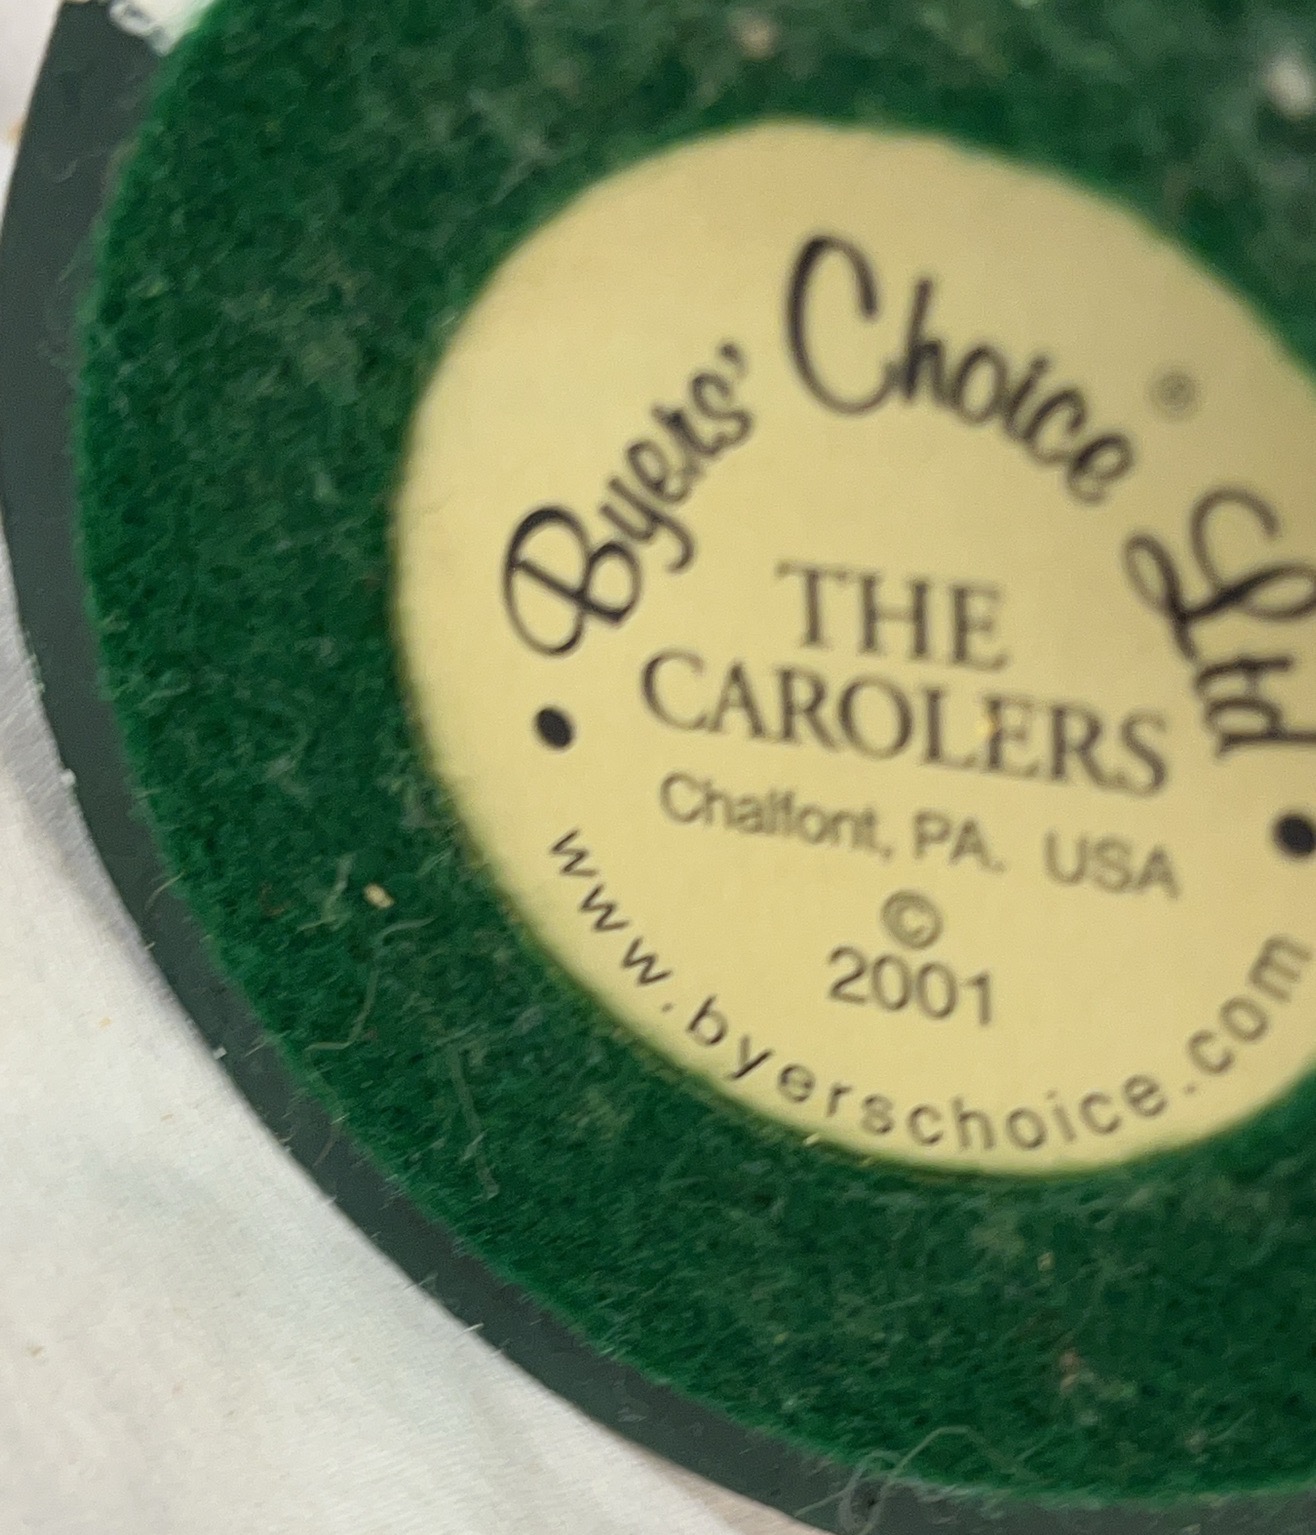 Byers' Choice® Ltd
THE
CAROLERS
Chalfont, PA. USA
©
2001
www.byerschoice.com